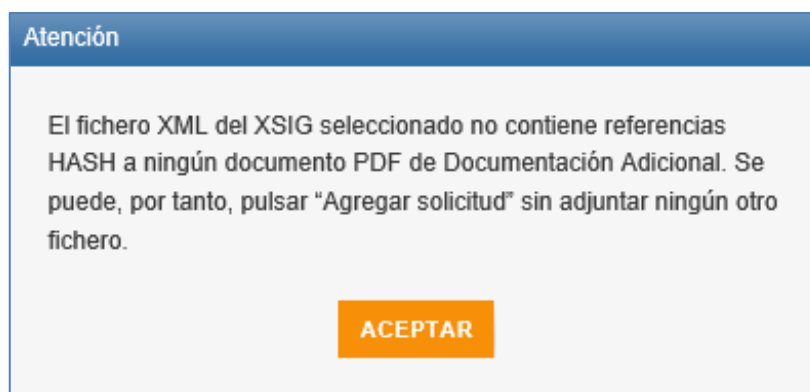 Atención
El fichero XML del XSIG seleccionado no contiene referencias
HASH a ningún documento PDF de Documentación Adicional. Se
puede, por tanto, pulsar “Agregar solicitud” sin adjuntar ningún otro
fichero.
ACEPTAR